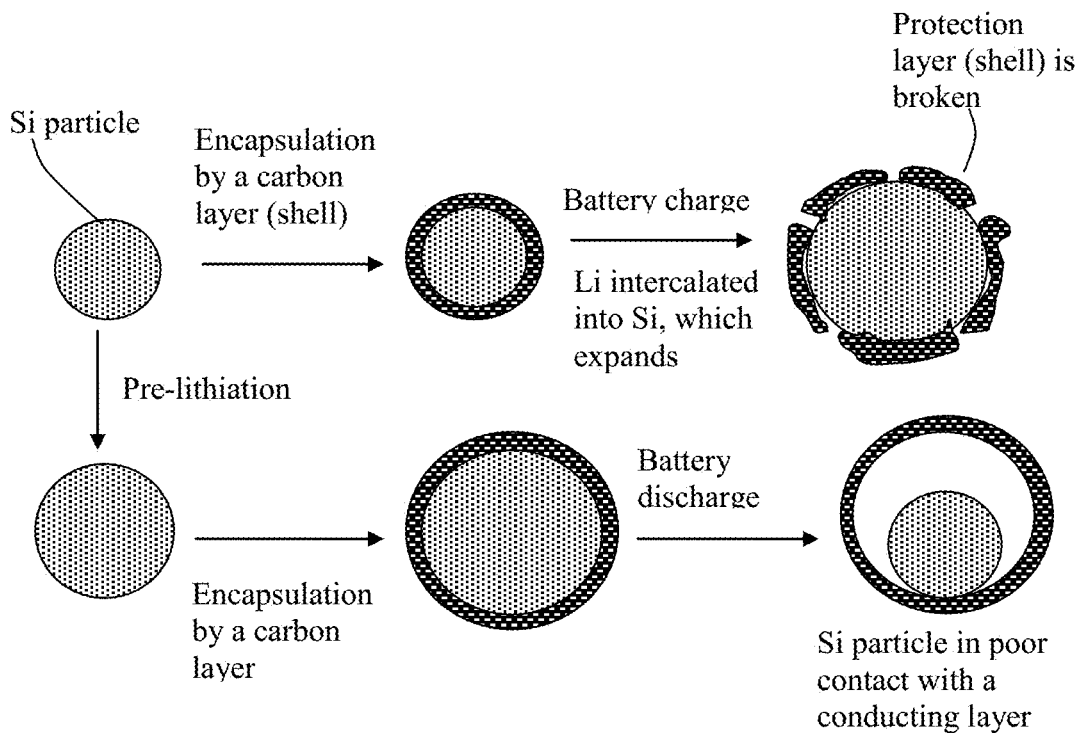 Protection
layer (shell) is
broken
Si particle
Encapsulation
by a carbon
layer (shell)
Battery charge
Li intercalated
into Si, which
expands
Pre-lithiation
Encapsulation
by a carbon
layer
Battery
discharge
Si particle in poor
contact with a
conducting layer